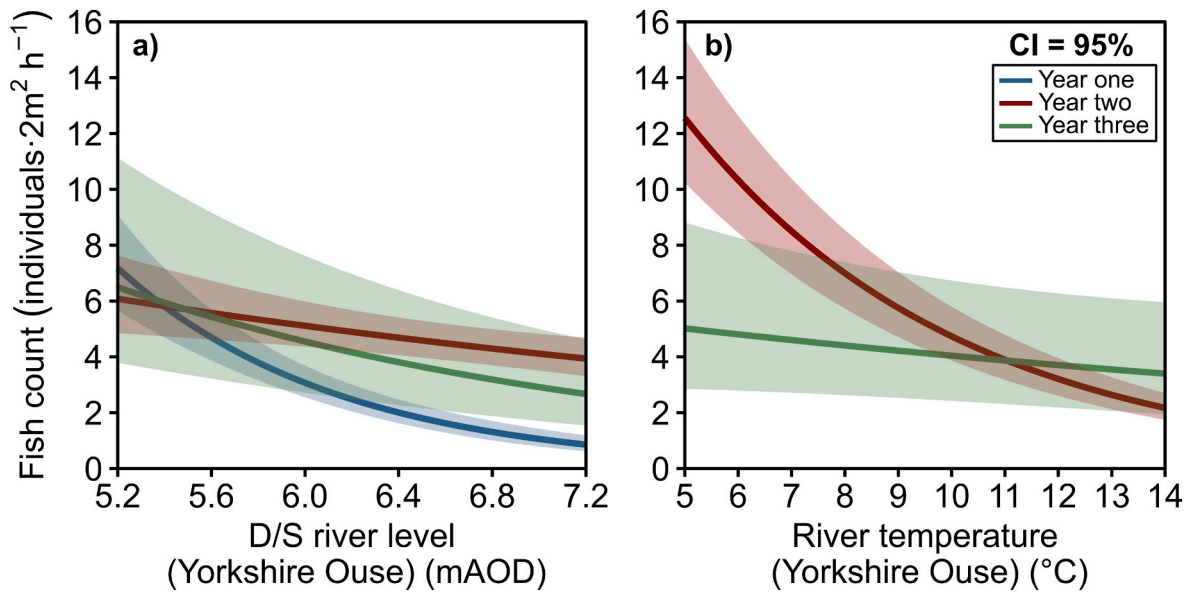 Fish count (individuals·2m² h⁻¹)
a)
16
14
12
10
8
6
4
2
0
5.2 5.6 6.0 6.4 6.8 7.2
D/S river level
(Yorkshire Ouse) (mAOD)
b)
CI = 95%
Year one
Year two
Year three
16
14
12
10
8
6
4
2
0
5 6 7 8 9 10 11 12 13 14
River temperature
(Yorkshire Ouse) (°C)